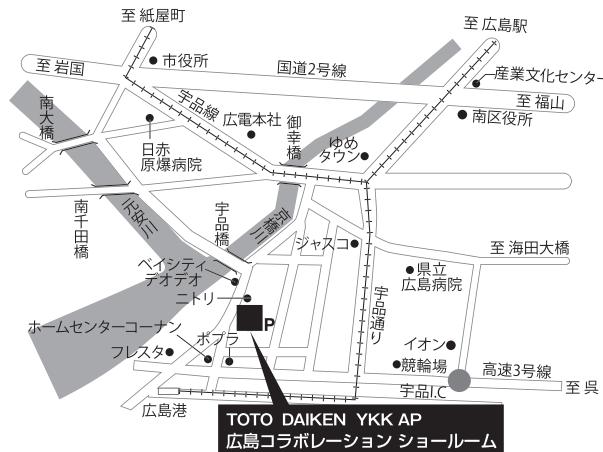 至 紙屋町
至 広島駅
市役所
至 岩国
国道2号線
産業文化センター
至 福山
南区役所
宇品線
広電本社
御幸橋
ゆめ
タウン
南大橋
日赤
原爆病院
元安川
南千田橋
宇品橋
京橋川
ジャスコ
至 海田大橋
ベイシティ
デオデオ
ニトリ
県立
広島病院
P
宇品通り
ホームセンターコーナン
ポプラ
フレスタ
イオン
競輪場
高速3号線
宇品I.C
至 呉
広島港
TOTO DAIKEN YKK AP
広島コラボレーション ショールーム